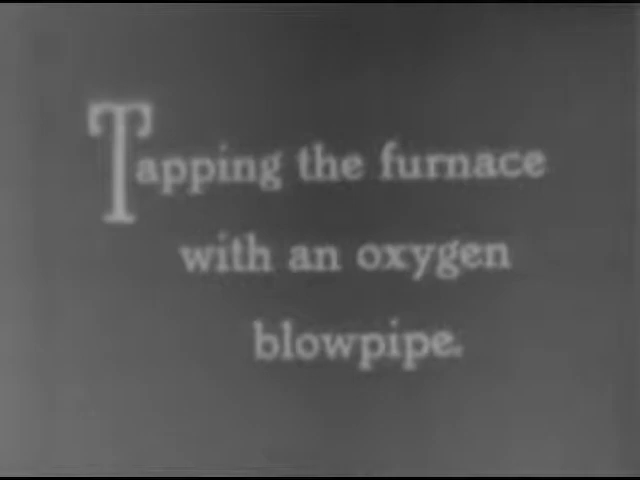 Tapping the furnace
with an oxygen
blowpipe.